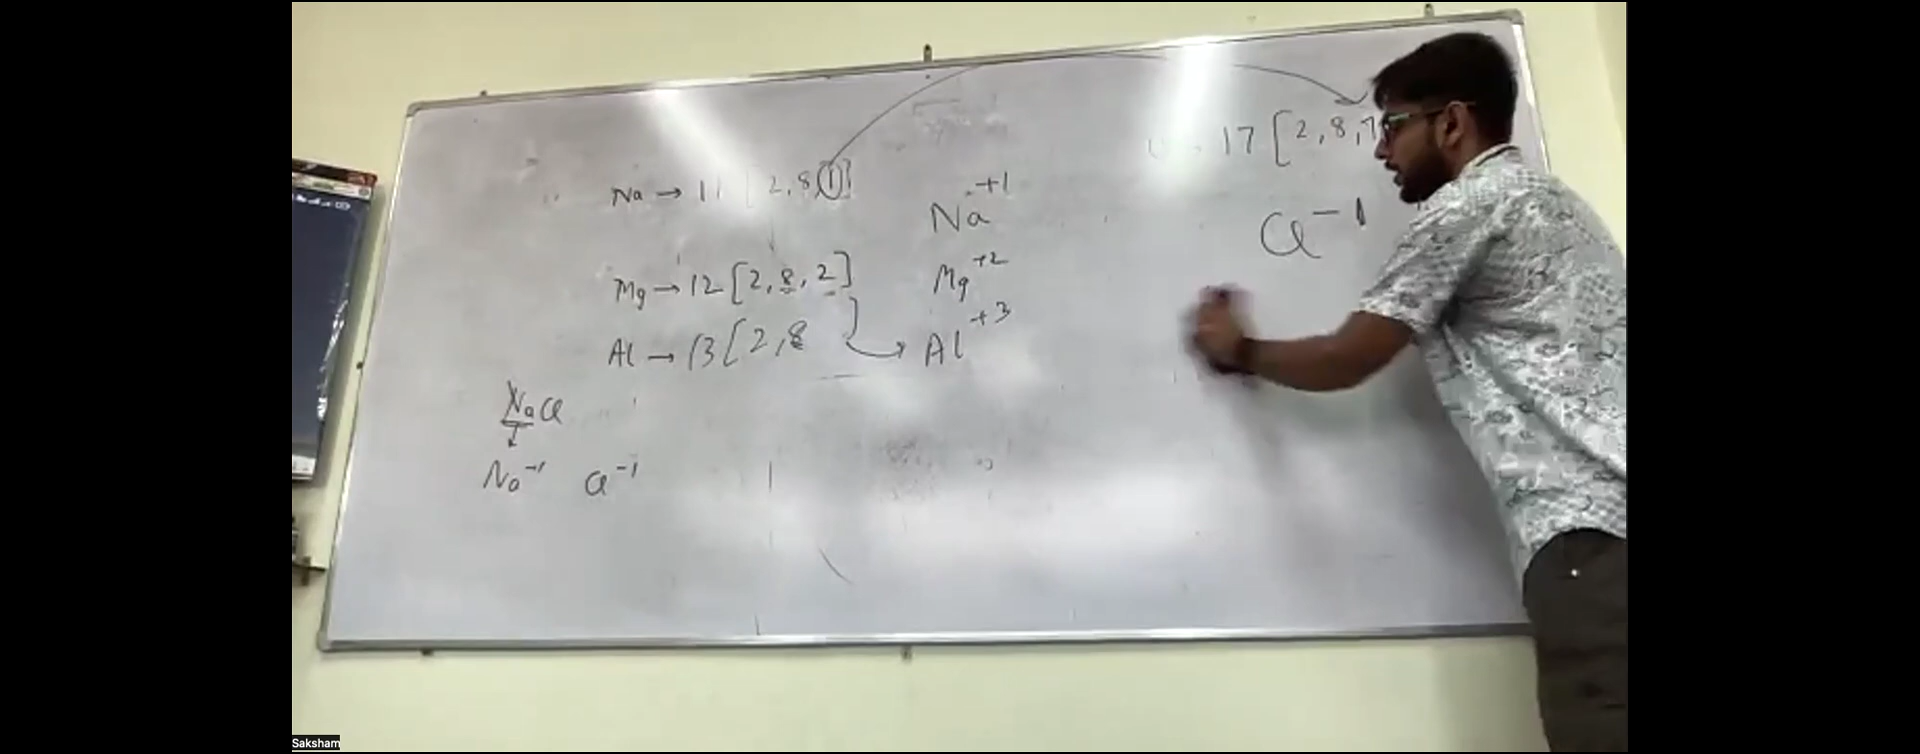 Na → 11 [2,8,1]
Na+1
17 [2,8,7
Cl-1
Mg → 12 [2,8,2]
Mg+2
Al → 13 [2,8
Al+3
NaCl
Na-1 Cl-1
Saksham